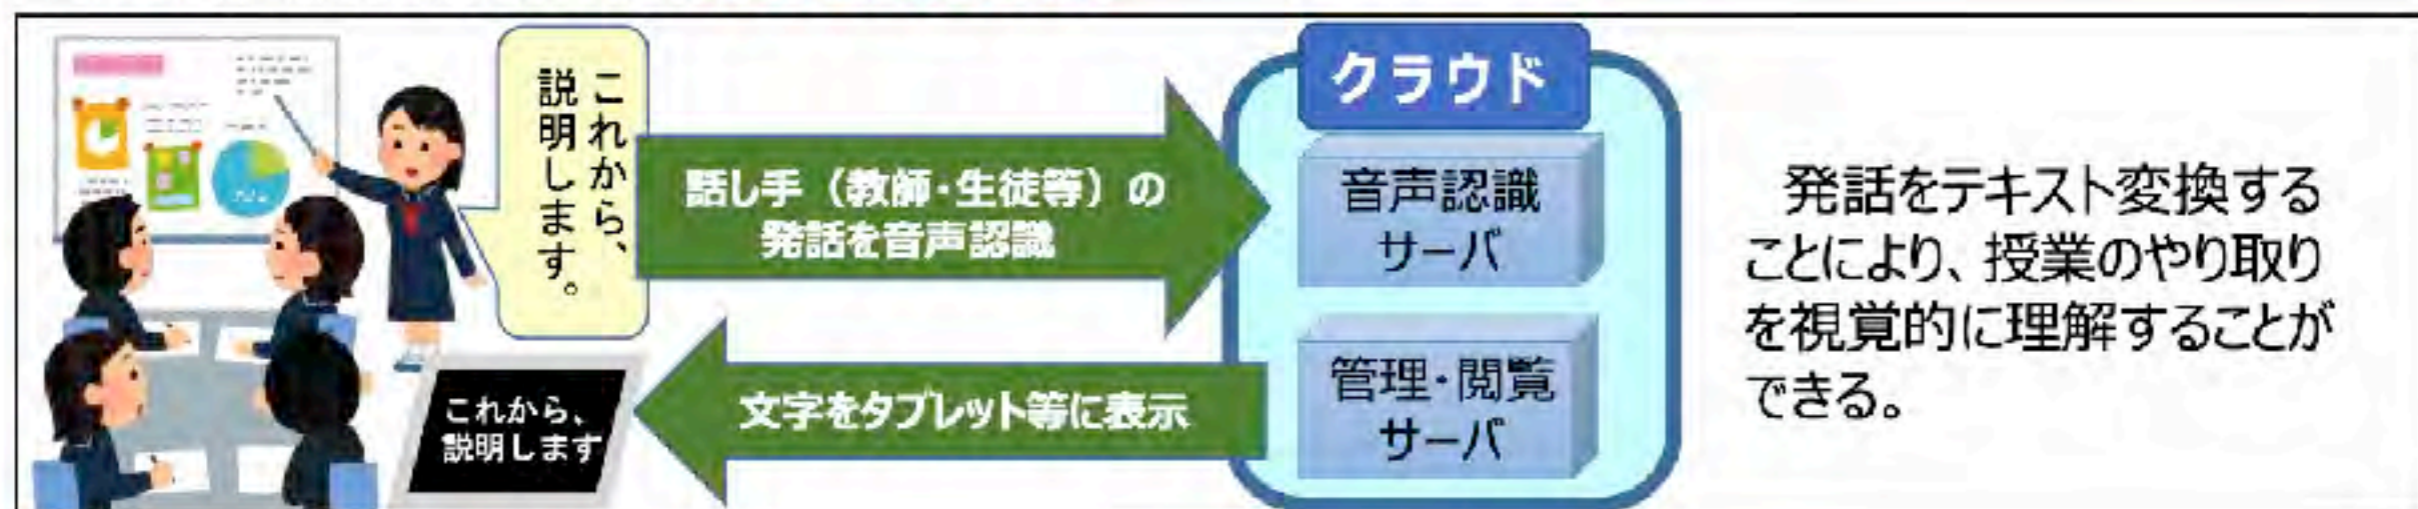 これから、
説明します。
話し手（教師・生徒等）の
発話を音声認識
クラウド
音声認識
サーバ
管理・閲覧
サーバ
文字をタブレット等に表示
これから、
説明します
発話をテキスト変換する
ことにより、授業のやり取り
を視覚的に理解することが
できる。